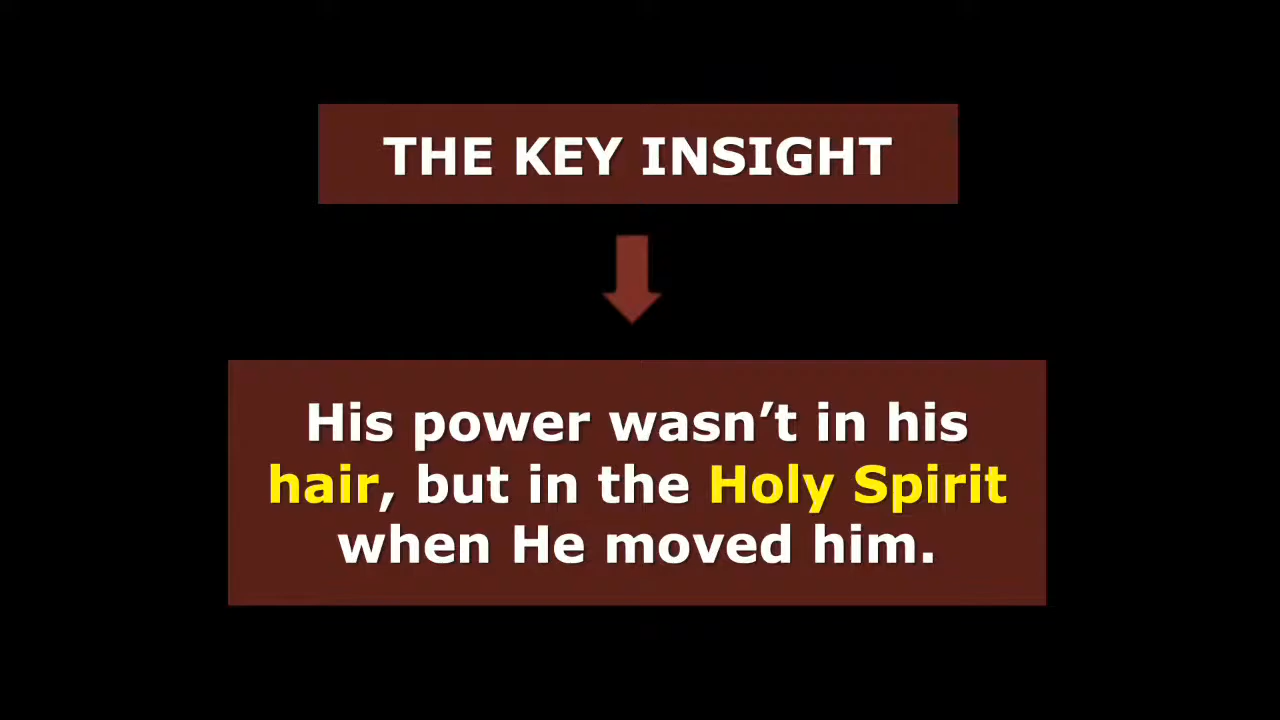 THE KEY INSIGHT
His power wasn’t in his
hair, but in the Holy Spirit
when He moved him.